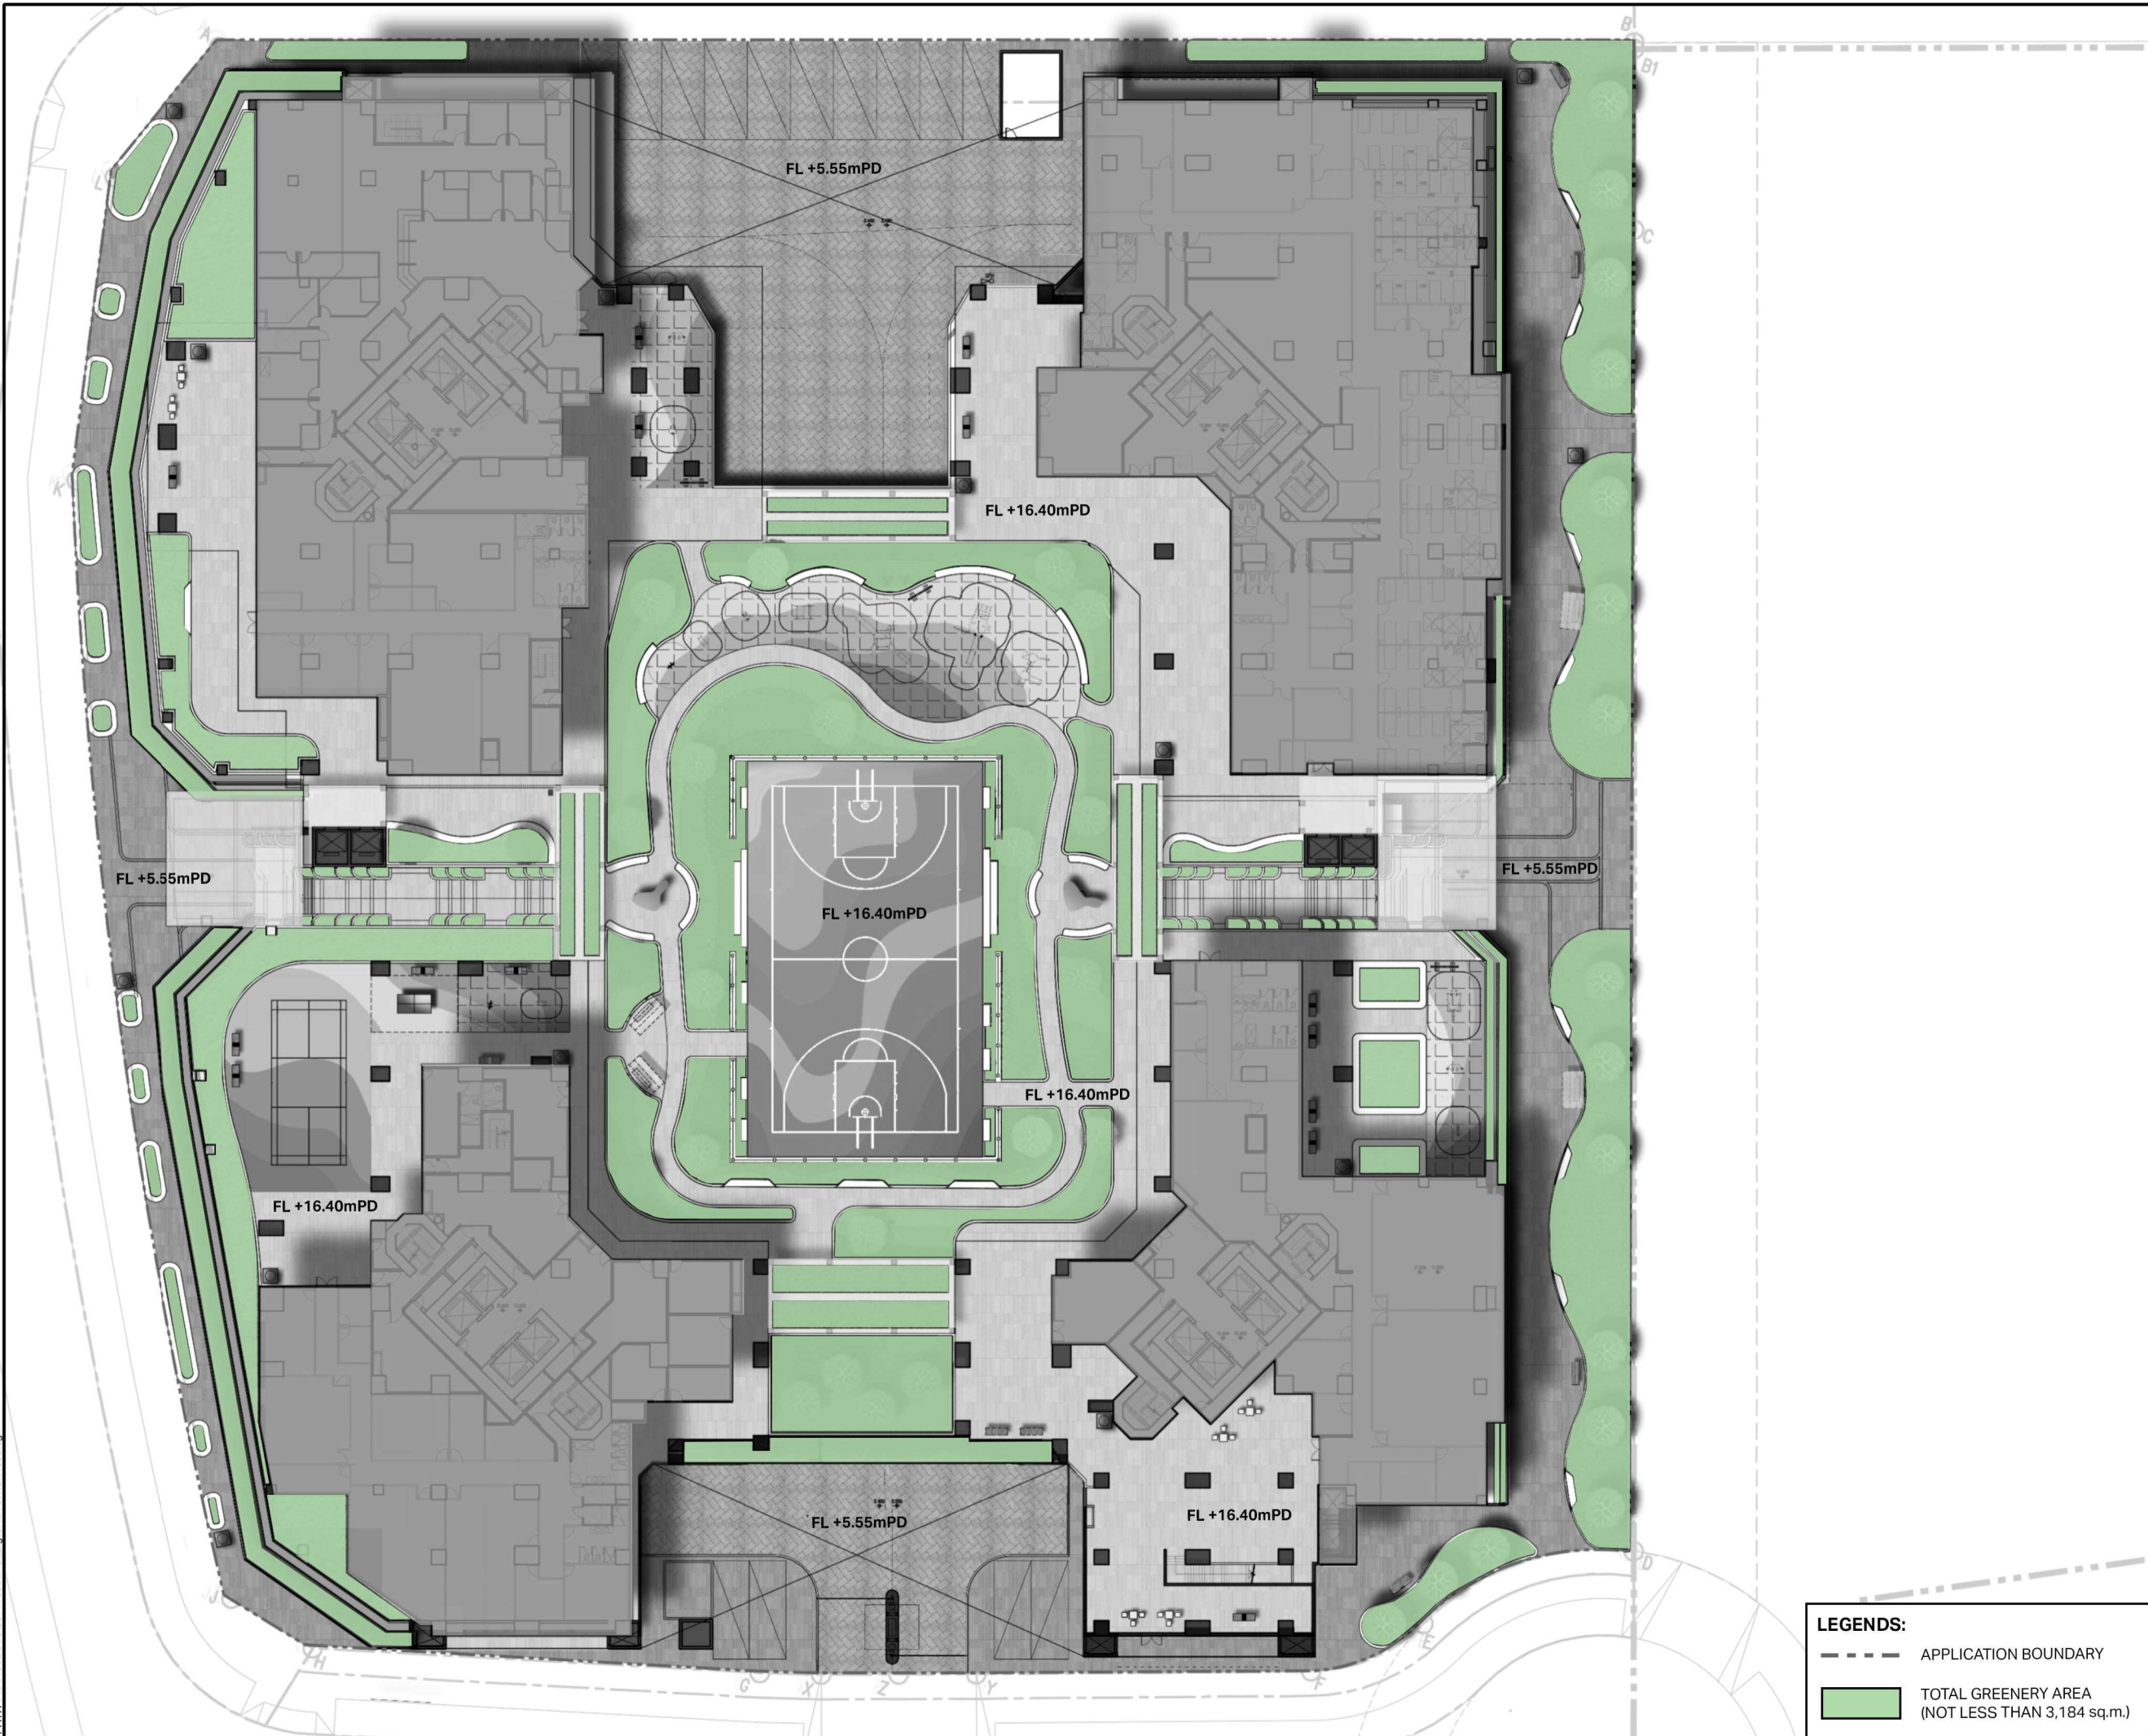 A
B
B1
FL +5.55mPD
L
C
K
FL +16.40mPD
FL +5.55mPD
FL +5.55mPD
FL +16.40mPD
FL +16.40mPD
FL +16.40mPD
FL +16.40mPD
FL +5.55mPD
D
J
E
H
G
X
Z
Y
F
LEGENDS:
APPLICATION BOUNDARY
TOTAL GREENERY AREA
(NOT LESS THAN 3,184 sq.m.)